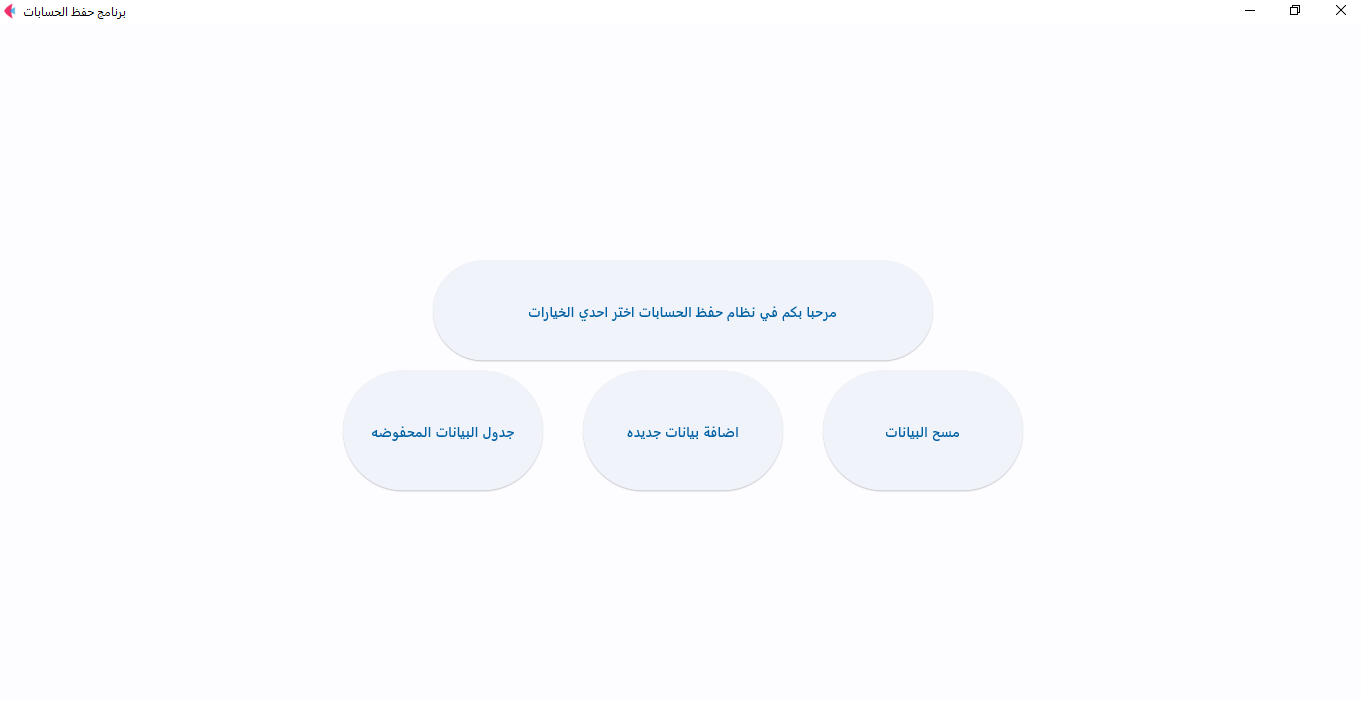 برنامج حفظ الحسابات
مرحبا بكم في نظام حفظ الحسابات اختر احدي الخيارات
مسح البيانات
اضافة بيانات جديده
جدول البيانات المحفوضه